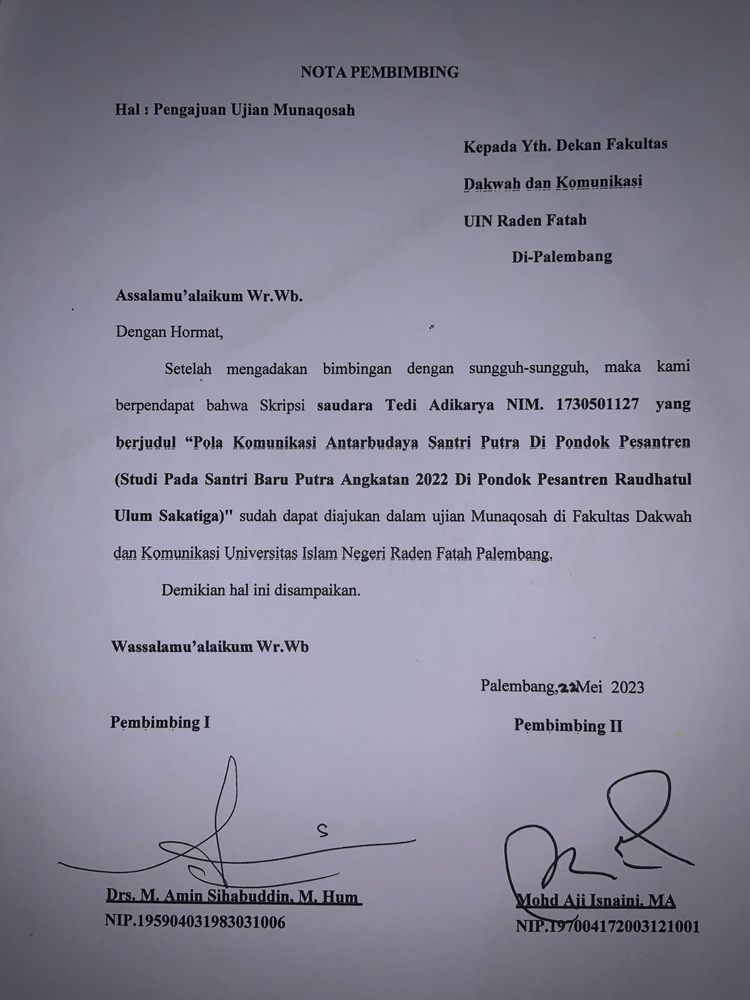 NOTA PEMBIMBING
Hal : Pengajuan Ujian Munaqosah
Kepada Yth. Dekan Fakultas
Dakwah dan Komunikasi
UIN Raden Fatah
Di-Palembang
Assalamu’alaikum Wr.Wb.
Dengan Hormat,
Setelah mengadakan bimbingan dengan sungguh-sungguh, maka kami
berpendapat bahwa Skripsi saudara Tedi Adikarya NIM. 1730501127 yang
berjudul “Pola Komunikasi Antarbudaya Santri Putra Di Pondok Pesantren
(Studi Pada Santri Baru Putra Angkatan 2022 Di Pondok Pesantren Raudhatul
Ulum Sakatiga)" sudah dapat diajukan dalam ujian Munaqosah di Fakultas Dakwah
dan Komunikasi Universitas Islam Negeri Raden Fatah Palembang.
Demikian hal ini disampaikan.
Wassalamu’alaikum Wr.Wb
Palembang,22Mei 2023
Pembimbing I
Pembimbing II
Drs. M. Amin Sihabuddin, M. Hum
Mohd Aji Isnaini. MA
NIP.195904031983031006
NIP.197004172003121001